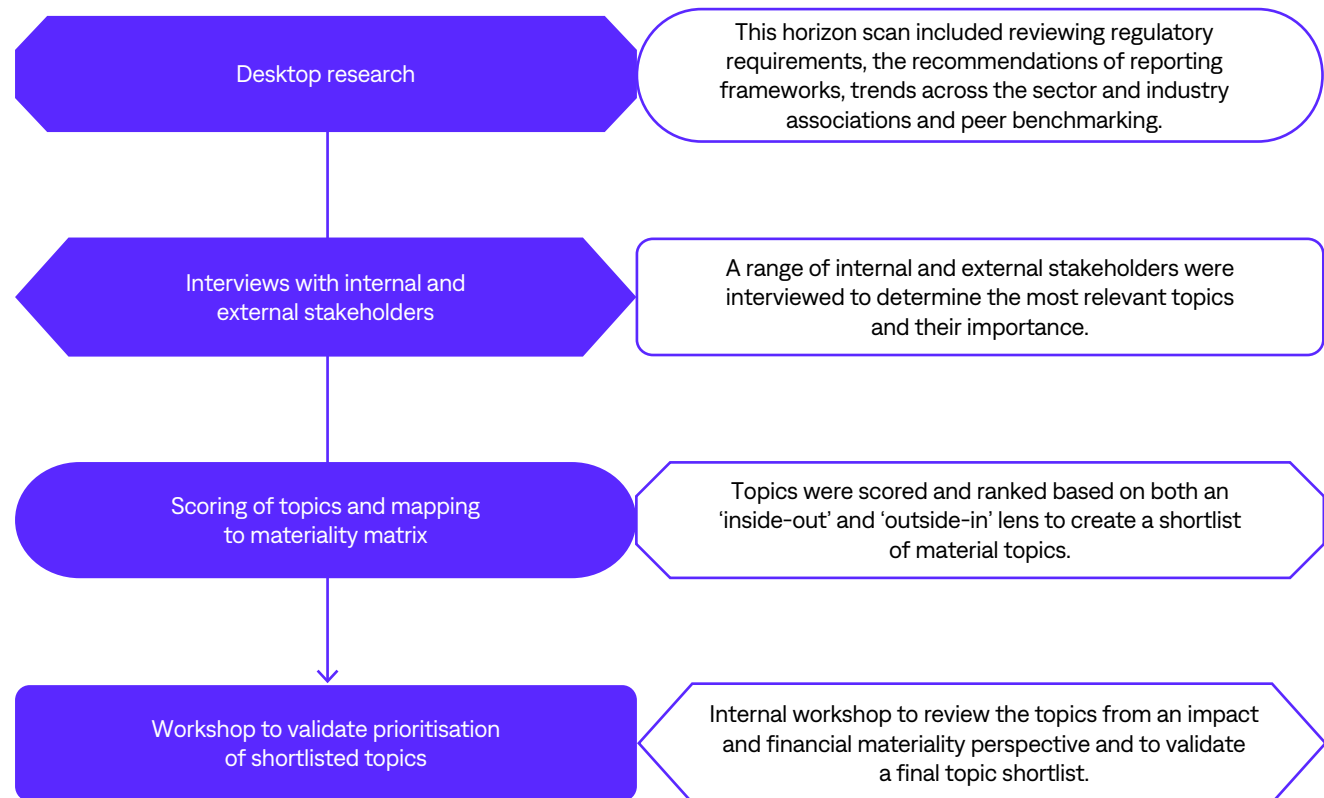 Desktop research
This horizon scan included reviewing regulatory
requirements, the recommendations of reporting
frameworks, trends across the sector and industry
associations and peer benchmarking.
Interviews with internal and
external stakeholders
A range of internal and external stakeholders were
interviewed to determine the most relevant topics
and their importance.
Scoring of topics and mapping
to materiality matrix
Topics were scored and ranked based on both an
‘inside-out’ and ‘outside-in’ lens to create a shortlist
of material topics.
Workshop to validate prioritisation
of shortlisted topics
Internal workshop to review the topics from an impact
and financial materiality perspective and to validate
a final topic shortlist.